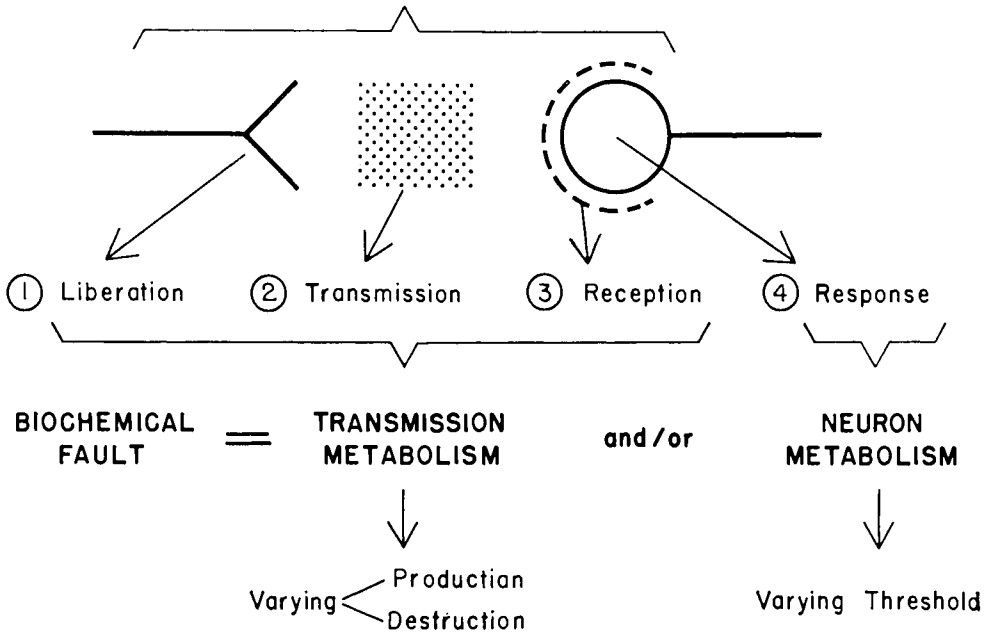 1 Liberation 2 Transmission 3 Reception 4 Response
BIOCHEMICAL FAULT = TRANSMISSION METABOLISM and/or NEURON METABOLISM
Varying Production Destruction
Varying Threshold